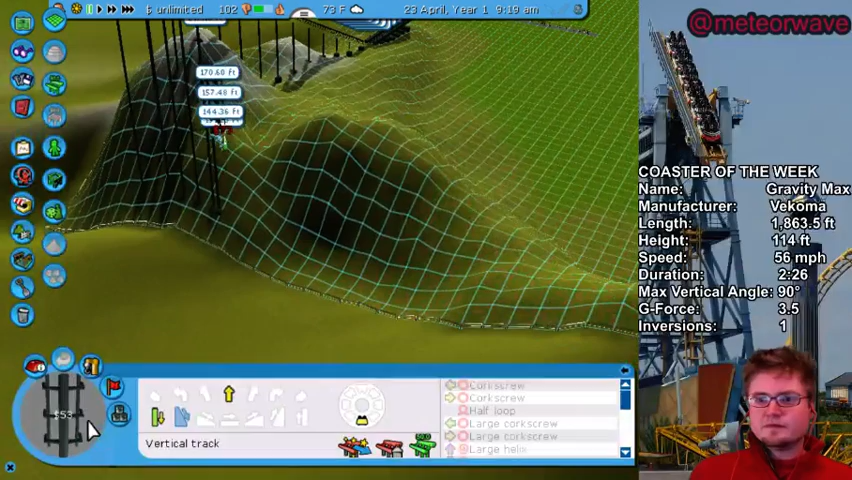 unlimited 102 73 F 23 April, Year 1 9:19 am
@meteorwave
170.60 ft
157.48 ft
144.36 ft
COASTER OF THE WEEK
Name: Gravity Max
Manufacturer: Vekoma
Length: 1,863.5 ft
Height: 114 ft
Speed: 56 mph
Duration: 2:26
Max Vertical Angle: 90°
G-Force: 3.5
Inversions: 1
Corkscrew
Corkscrew
Half loop
Large corkscrew
Large corkscrew
Large helm
Vertical track